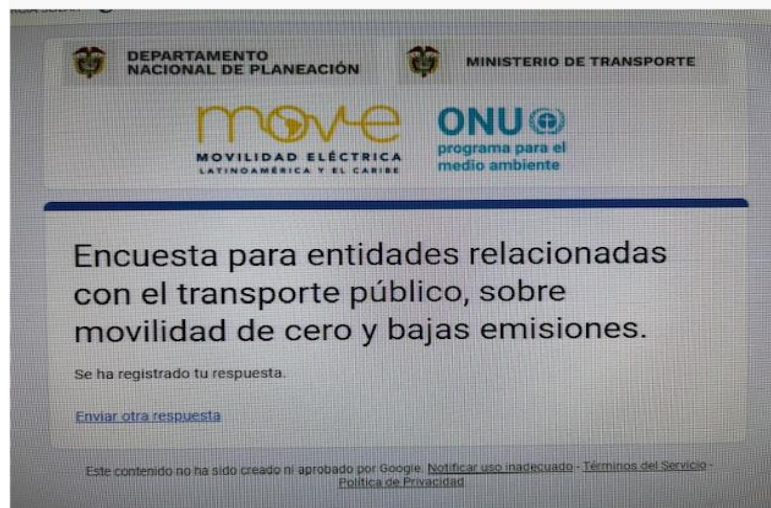 DEPARTAMENTO
NACIONAL DE PLANEACIÓN
MINISTERIO DE TRANSPORTE
move
MOVILIDAD ELÉCTRICA
LATINOAMÉRICA Y EL CARIBE
ONU
programa para el
medio ambiente
Encuesta para entidades relacionadas
con el transporte público, sobre
movilidad de cero y bajas emisiones.
Se ha registrado tu respuesta.
Enviar otra respuesta
Este contenido no ha sido creado ni aprobado por Google. Notificar uso inadecuado - Términos del Servicio -
Política de Privacidad